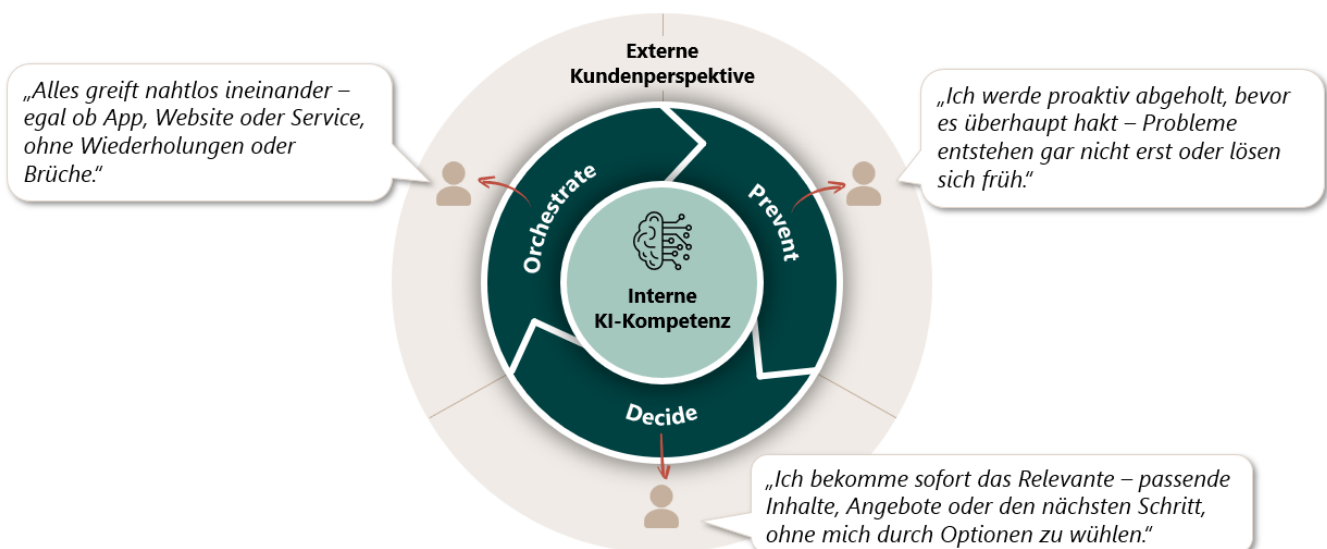 Externe
Kundenperspektive
„Alles greift nahtlos ineinander –
egal ob App, Website oder Service,
ohne Wiederholungen oder
Brüche.“
„Ich werde proaktiv abgeholt, bevor
es überhaupt hakt – Probleme
entstehen gar nicht erst oder lösen
sich früh.“
Orchestrate
Prevent
Interne
KI-Kompetenz
Decide
„Ich bekomme sofort das Relevante – passende
Inhalte, Angebote oder den nächsten Schritt,
ohne mich durch Optionen zu wühlen.“